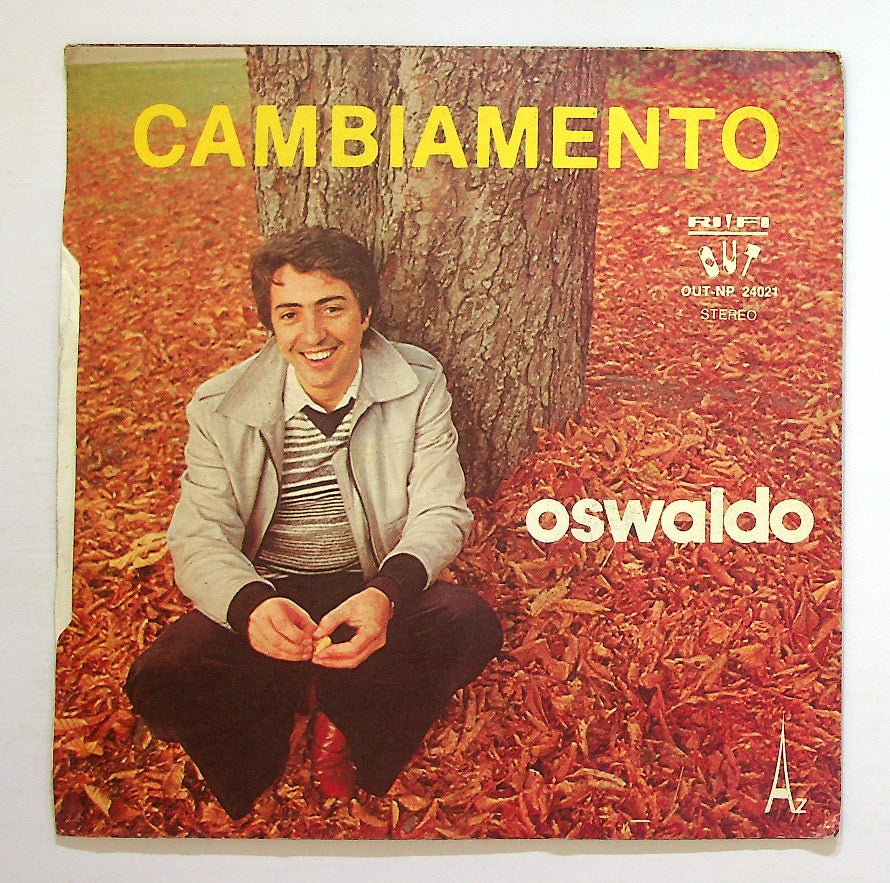 CAMBIAMENTO
RI!FI
OUT
OUT-NP. 24021
STEREO
oswaldo
AZ